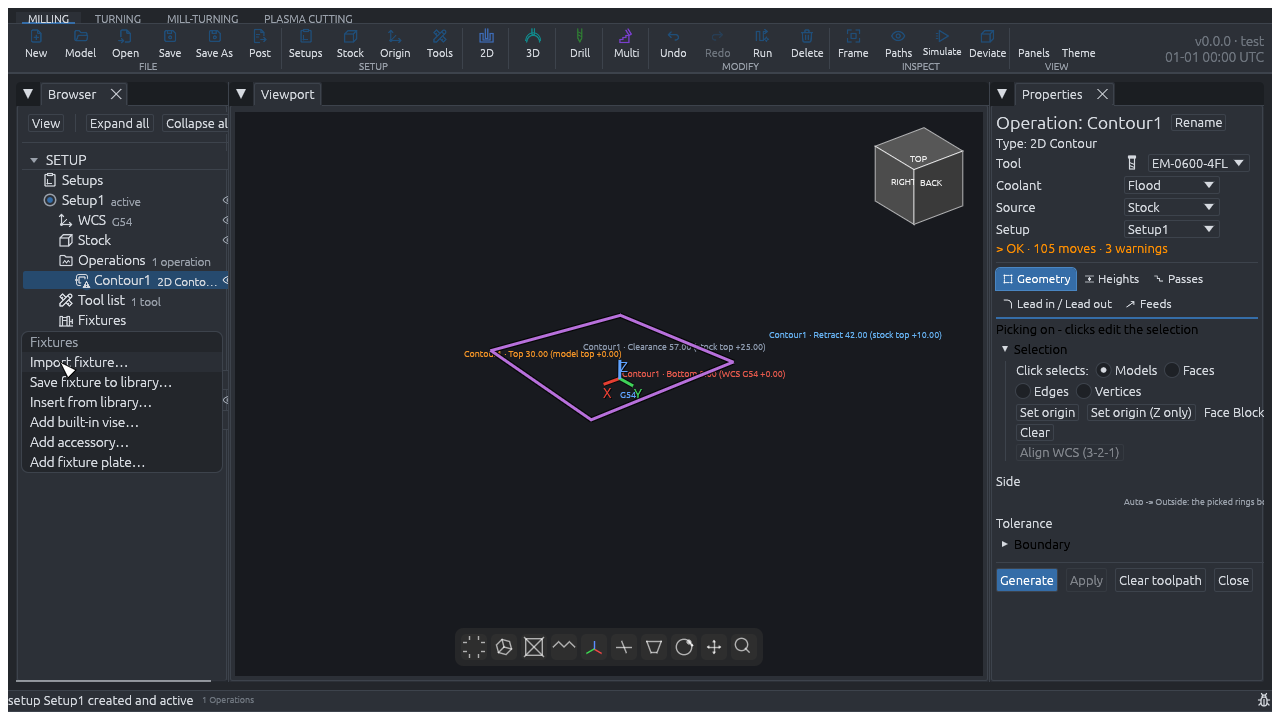 MILLING TURNING MILL-TURNING PLASMA CUTTING
New Model Open Save Save As Post Setups Stock Origin Tools 2D 3D Drill Multi Undo Redo Run Delete Frame Paths Simulate Deviate Panels Theme
FILE SETUP MODIFY INSPECT VIEW
v0.0.0 · test
01-01 00:00 UTC
Browser
View Expand all Collapse al
SETUP
Setups
Setup1 active
WCS G54
Stock
Operations 1 operation
Contour1 2D Conto...
Tool list 1 tool
Fixtures
Fixtures
Import fixture...
Save fixture to library...
Insert from library...
Add built-in vise...
Add accessory...
Add fixture plate...
Viewport
TOP
RIGHT BACK
Contour1 · Retract 42.00 (stock top +10.00)
Contour1 · Clearance 57.00 (stock top +25.00)
Contour1 · Top 30.00 (model top +0.00)
Contour1 · Bottom 0.00 (WCS G54 +0.00)
Z
X G54 Y
Properties
Operation: Contour1 Rename
Type: 2D Contour
Tool EM-0600-4FL
Coolant Flood
Source Stock
Setup Setup1
> OK · 105 moves · 3 warnings
Geometry Heights Passes
Lead in / Lead out Feeds
Picking on - clicks edit the selection
Selection
Click selects: Models Faces
Edges Vertices
Set origin Set origin (Z only) Face Block
Clear
Align WCS (3-2-1)
Side
Auto -> Outside: the picked rings bo
Tolerance
Boundary
Generate Apply Clear toolpath Close
setup Setup1 created and active 1 Operations